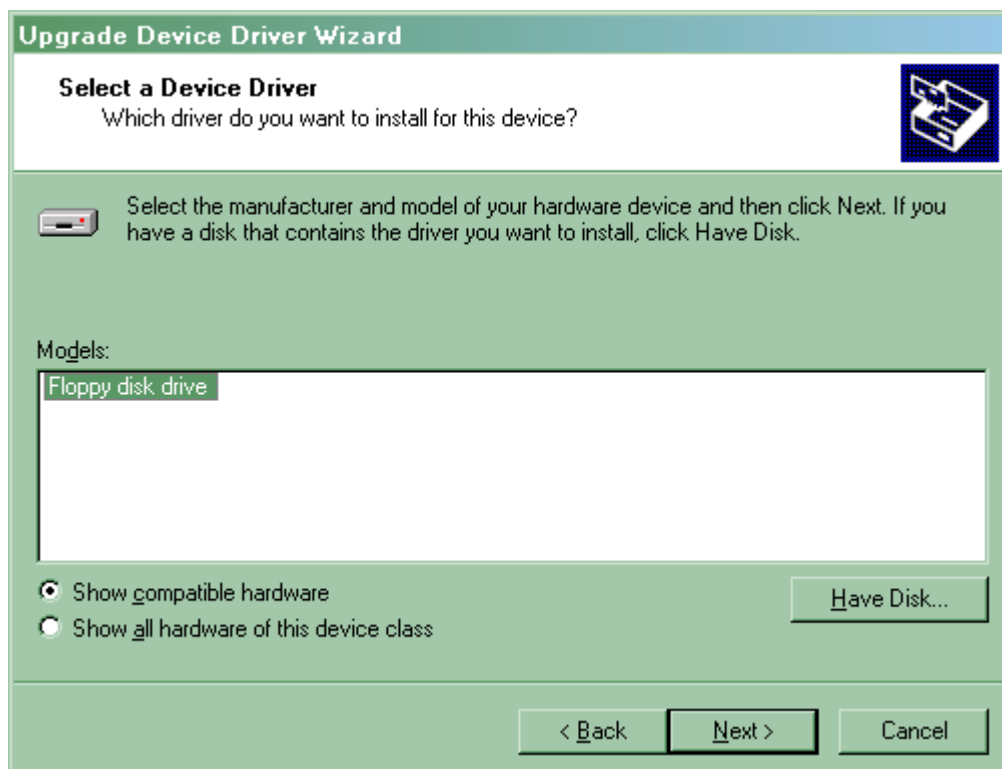 Upgrade Device Driver Wizard
Select a Device Driver
Which driver do you want to install for this device?
Select the manufacturer and model of your hardware device and then click Next. If you
have a disk that contains the driver you want to install, click Have Disk.
Models:
Floppy disk drive
Show compatible hardware
Have Disk...
Show all hardware of this device class
< Back
Next >
Cancel